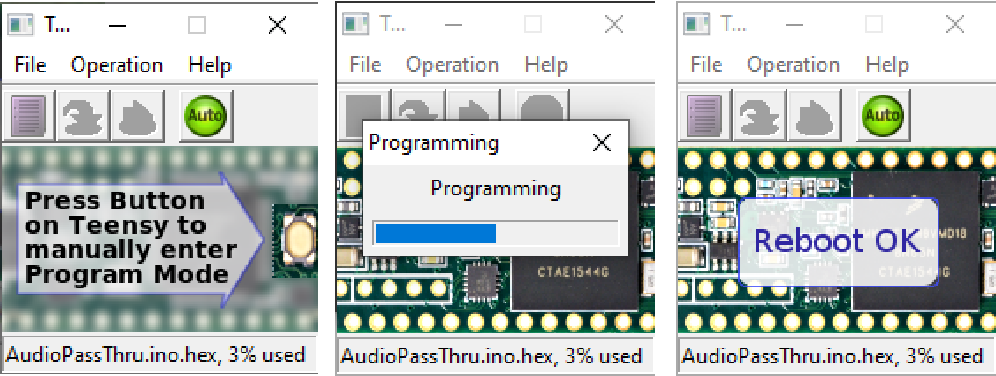 T...
File Operation Help
Auto
Press Button
on Teensy to
manually enter
Program Mode
AudioPassThru.ino.hex, 3% used
T...
File Operation Help
Programming
Programming
CTAE1544G
AudioPassThru.ino.hex, 3% used
T...
File Operation Help
Auto
Reboot OK
AudioPassThru.ino.hex, 3% used